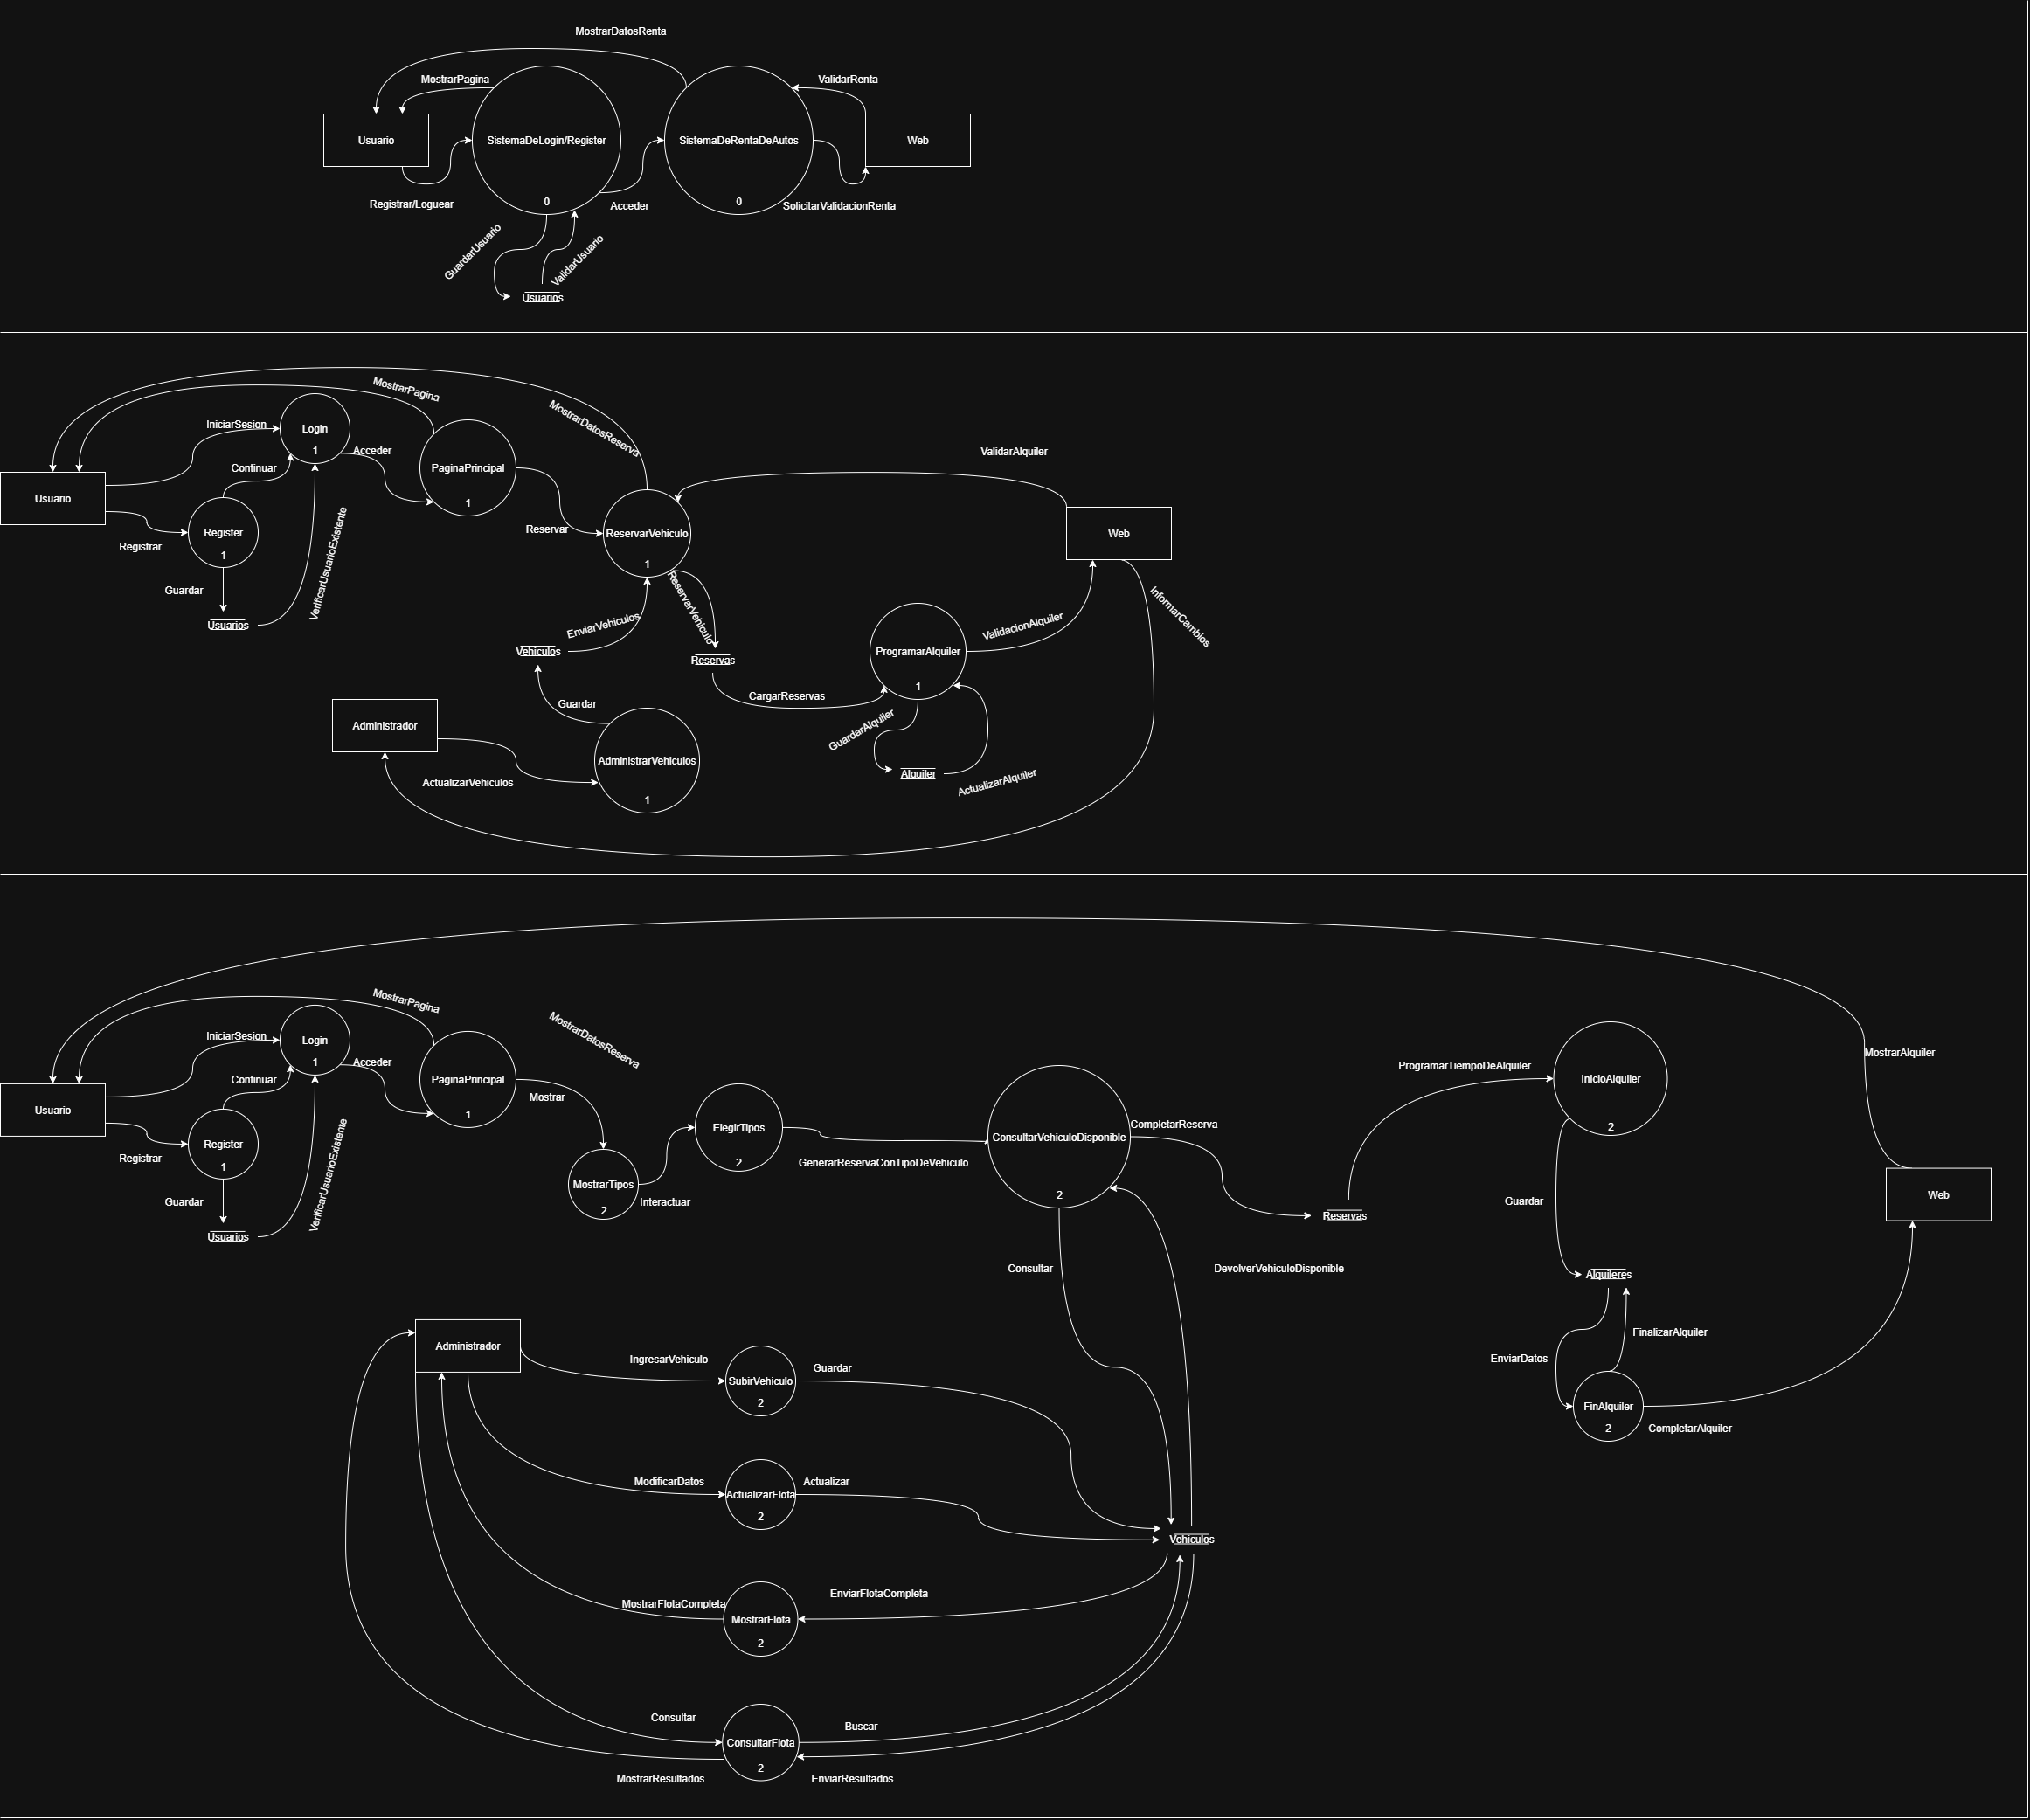 MostrarDatosRenta
MostrarPagina
ValidarRenta
Usuario
SistemaDeLogin/Register
SistemaDeRentaDeAutos
Web
0
0
Registrar/Loguear
Acceder
SolicitarValidacionRenta
GuardarUsuario
ValidarUsuario
Usuarios
MostrarPagina
MostrarDatosReserva
IniciarSesion
Login
1
Acceder
Continuar
PaginaPrincipal
1
ValidarAlquiler
Usuario
Registrar
Register
1
VerificarUsuarioExistente
Reservar
ReservarVehiculo
1
Web
Guardar
Usuarios
ReservarVehiculo
InformarCambios
EnviarVehiculos
ValidacionAlquiler
Vehiculos
Reservas
ProgramarAlquiler
1
CargarReservas
Guardar
Administrador
GuardarAlquiler
AdministrarVehiculos
1
ActualizarVehiculos
Alquiler
ActualizarAlquiler
MostrarPagina
MostrarDatosReserva
IniciarSesion
Login
1
Acceder
Continuar
PaginaPrincipal
1
Mostrar
MostrarAlquiler
ProgramarTiempoDeAlquiler
InicioAlquiler
2
Usuario
Registrar
Register
1
VerificarUsuarioExistente
ElegirTipos
2
CompletarReserva
ConsultarVehiculoDisponible
2
GenerarReservaConTipoDeVehiculo
MostrarTipos
2
Interactuar
Guardar
Usuarios
Guardar
Web
Reservas
Consultar
DevolverVehiculoDisponible
Alquileres
FinalizarAlquiler
EnviarDatos
Administrador
IngresarVehiculo
SubirVehiculo
2
Guardar
FinAlquiler
2
CompletarAlquiler
ModificarDatos
ActualizarFlota
2
Actualizar
Vehiculos
MostrarFlotaCompleta
EnviarFlotaCompleta
MostrarFlota
2
Consultar
Buscar
ConsultarFlota
2
MostrarResultados
EnviarResultados